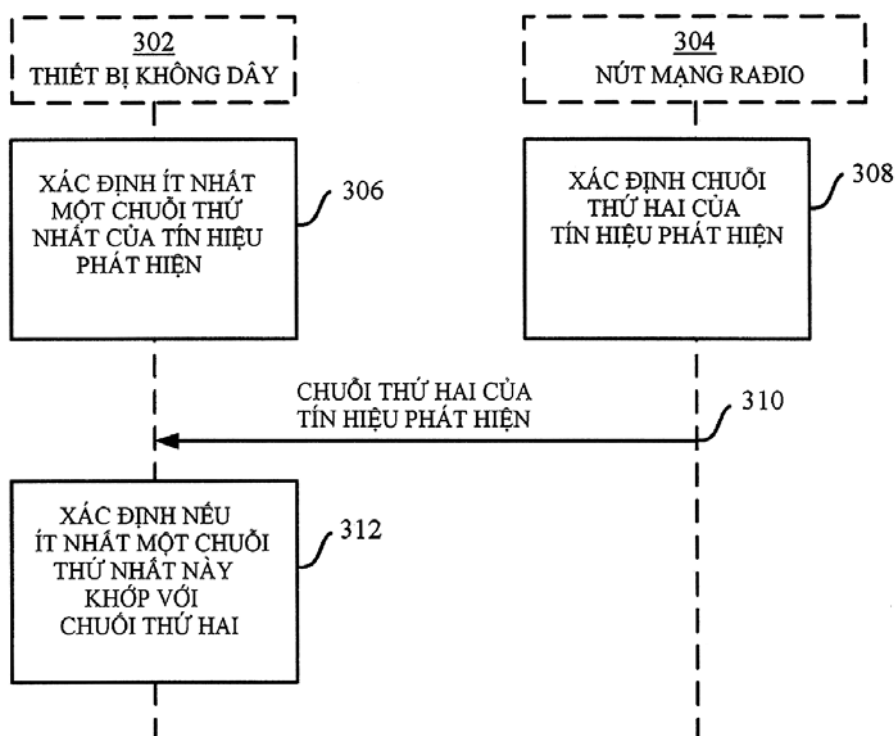 302
THIẾT BỊ KHÔNG DÂY
304
NÚT MẠNG RAĐIO
XÁC ĐỊNH ÍT NHẤT
MỘT CHUỖI THỨ
NHẤT CỦA TÍN HIỆU
PHÁT HIỆN
306
XÁC ĐỊNH CHUỖI
THỨ HAI CỦA
TÍN HIỆU PHÁT HIỆN
308
CHUỖI THỨ HAI CỦA
TÍN HIỆU PHÁT HIỆN
310
XÁC ĐỊNH NẾU
ÍT NHẤT MỘT CHUỖI
THỨ NHẤT NÀY
KHỚP VỚI
CHUỖI THỨ HAI
312